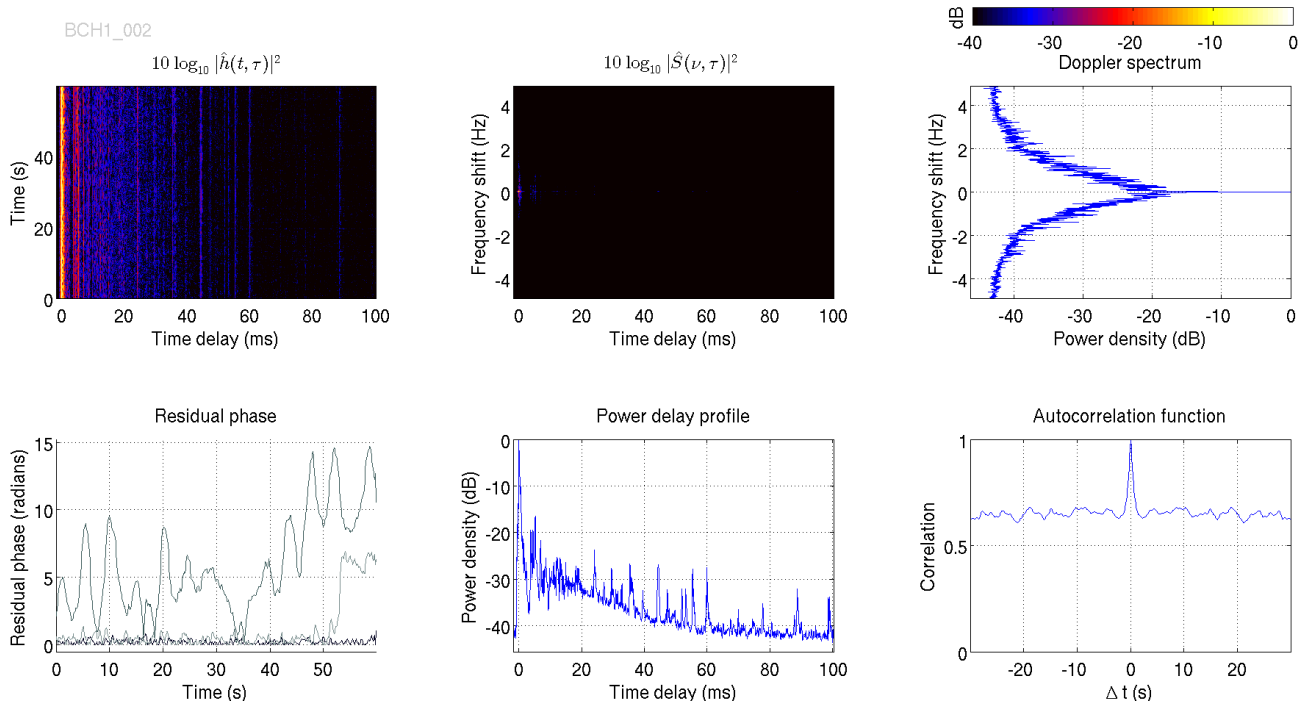 BCH1_002
dB
-40 -30 -20 -10 0
10 log₁₀ |ĥ(t, τ)|²
Time (s)
40
20
0
0 20 40 60 80 100
Time delay (ms)
10 log₁₀ |Ŝ(ν, τ)|²
Frequency shift (Hz)
4
2
0
-2
-4
0 20 40 60 80 100
Time delay (ms)
Doppler spectrum
Frequency shift (Hz)
4
2
0
-2
-4
-40 -30 -20 -10 0
Power density (dB)
Residual phase
Residual phase (radians)
15
10
5
0
0 10 20 30 40 50
Time (s)
Power delay profile
Power density (dB)
0
-10
-20
-30
-40
0 20 40 60 80 100
Time delay (ms)
Autocorrelation function
Correlation
1
0.5
0
-20 -10 0 10 20
Δ t (s)